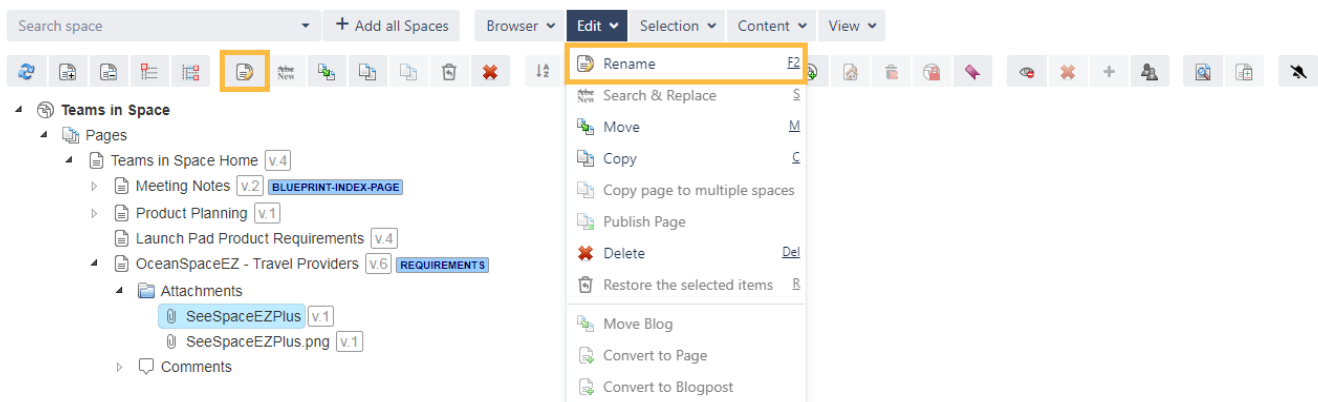 Search space
+ Add all Spaces
Browser
Edit
Selection
Content
View
Rename F2
Search & Replace S
Move M
Copy C
Copy page to multiple spaces
Publish Page
Delete Del
Restore the selected items R
Move Blog
Convert to Page
Convert to Blogpost
Teams in Space
Pages
Teams in Space Home v.4
Meeting Notes v.2 BLUEPRINT-INDEX-PAGE
Product Planning v.1
Launch Pad Product Requirements v.4
OceanSpaceEZ - Travel Providers v.6 REQUIREMENTS
Attachments
SeeSpaceEZPlus v.1
SeeSpaceEZPlus.png v.1
Comments